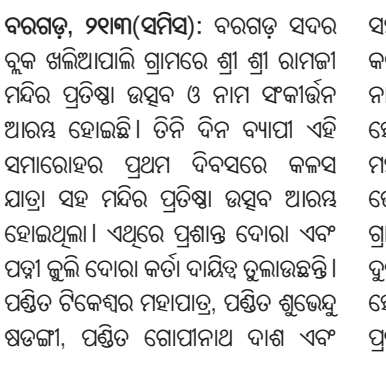 ବରଗଡ଼, ୨୧।୩(ସମିସ): ବରଗଡ଼ ସଦର
ବ୍ଲକ ଖଲିଆପାଲି ଗ୍ରାମରେ ଶ୍ରୀ ଶ୍ରୀ ରାମଜୀ
ମନ୍ଦିର ପ୍ରତିଷ୍ଠା ଉତ୍ସବ ଓ ନାମ ସଂକୀର୍ତ୍ତନ
ଆରମ୍ଭ ହୋଇଛି। ତିନି ଦିନ ବ୍ୟାପୀ ଏହି
ସମାରୋହର ପ୍ରଥମ ଦିବସରେ କଳସ
ଯାତ୍ରା ସହ ମନ୍ଦିର ପ୍ରତିଷ୍ଠା ଉତ୍ସବ ଆରମ୍ଭ
ହୋଇଥିଲା। ଏଥିରେ ପ୍ରଶାନ୍ତ ଦୋରା ଏବଂ
ପତ୍ନୀ ଜୁଲି ଦୋରା କର୍ତା ଦାୟିତ୍ୱ ତୁଲାଉଛନ୍ତି।
ପଣ୍ଡିତ ଟିକେଶ୍ୱର ମହାପାତ୍ର, ପଣ୍ଡିତ ଶୁଭେନ୍ଦୁ
ଷଡଙ୍ଗୀ, ପଣ୍ଡିତ ଗୋପୀନାଥ ଦାଶ ଏବଂ